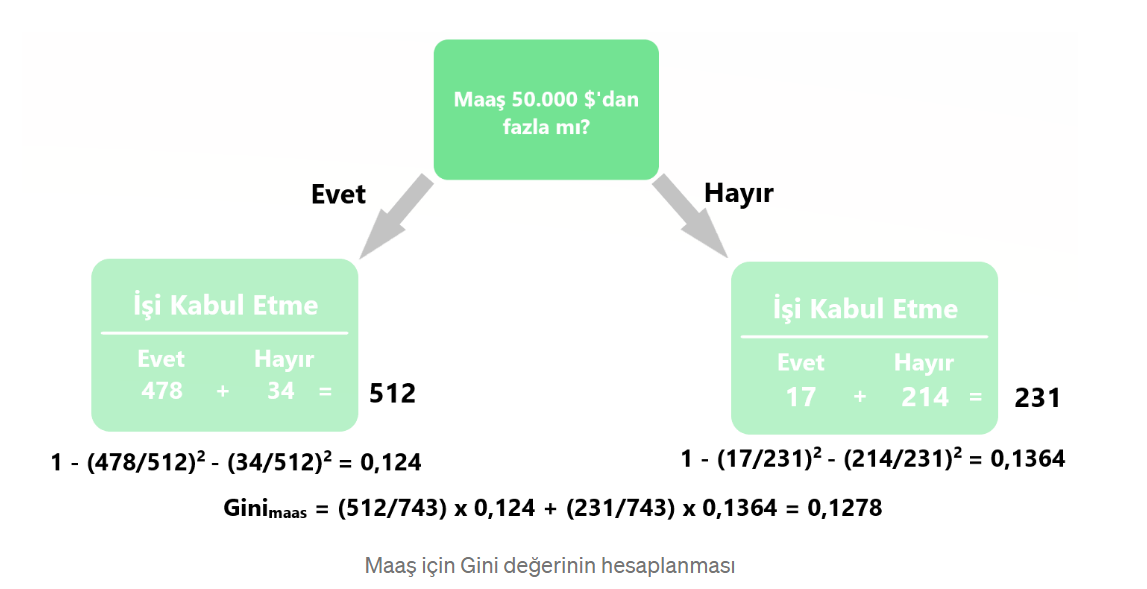 Maaş 50.000 $'dan
fazla mı?
Evet
Hayır
İşi Kabul Etme
Evet Hayır
478 + 34 = 512
İşi Kabul Etme
Evet Hayır
17 + 214 = 231
1 - (478/512)² - (34/512)² = 0,124
1 - (17/231)² - (214/231)² = 0,1364
Giniₘₐₐₛ = (512/743) x 0,124 + (231/743) x 0,1364 = 0,1278
Maaş için Gini değerinin hesaplanması